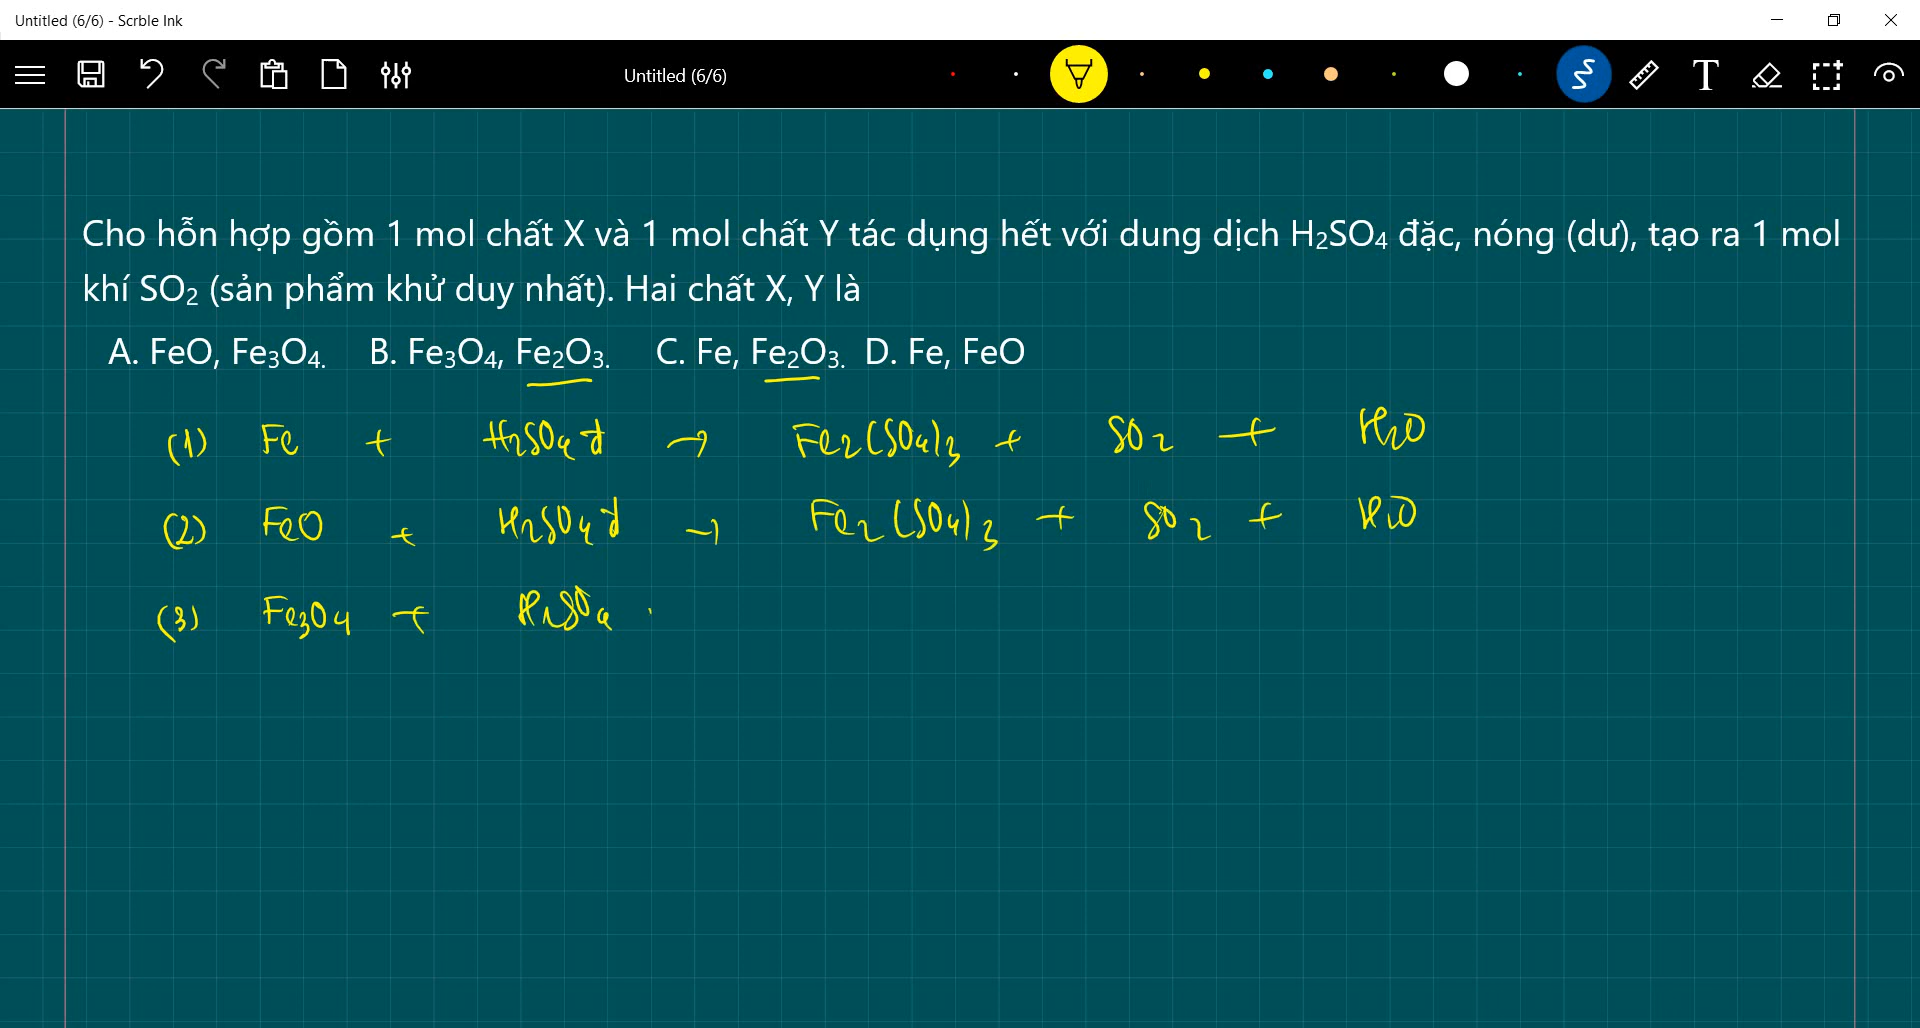 Untitled (6/6) - Scrble Ink
Untitled (6/6)
T
Cho hỗn hợp gồm 1 mol chất X và 1 mol chất Y tác dụng hết với dung dịch H₂SO₄ đặc, nóng (dư), tạo ra 1 mol
khí SO₂ (sản phẩm khử duy nhất). Hai chất X, Y là
A. FeO, Fe₃O₄. B. Fe₃O₄, Fe₂O₃. C. Fe, Fe₂O₃. D. Fe, FeO
(1) Fe + H₂SO₄ đ → Fe₂(SO₄)₃ + SO₂ + H₂O
(2) FeO + H₂SO₄ đ → Fe₂(SO₄)₃ + SO₂ + H₂O
(3) Fe₃O₄ + H₂SO₄